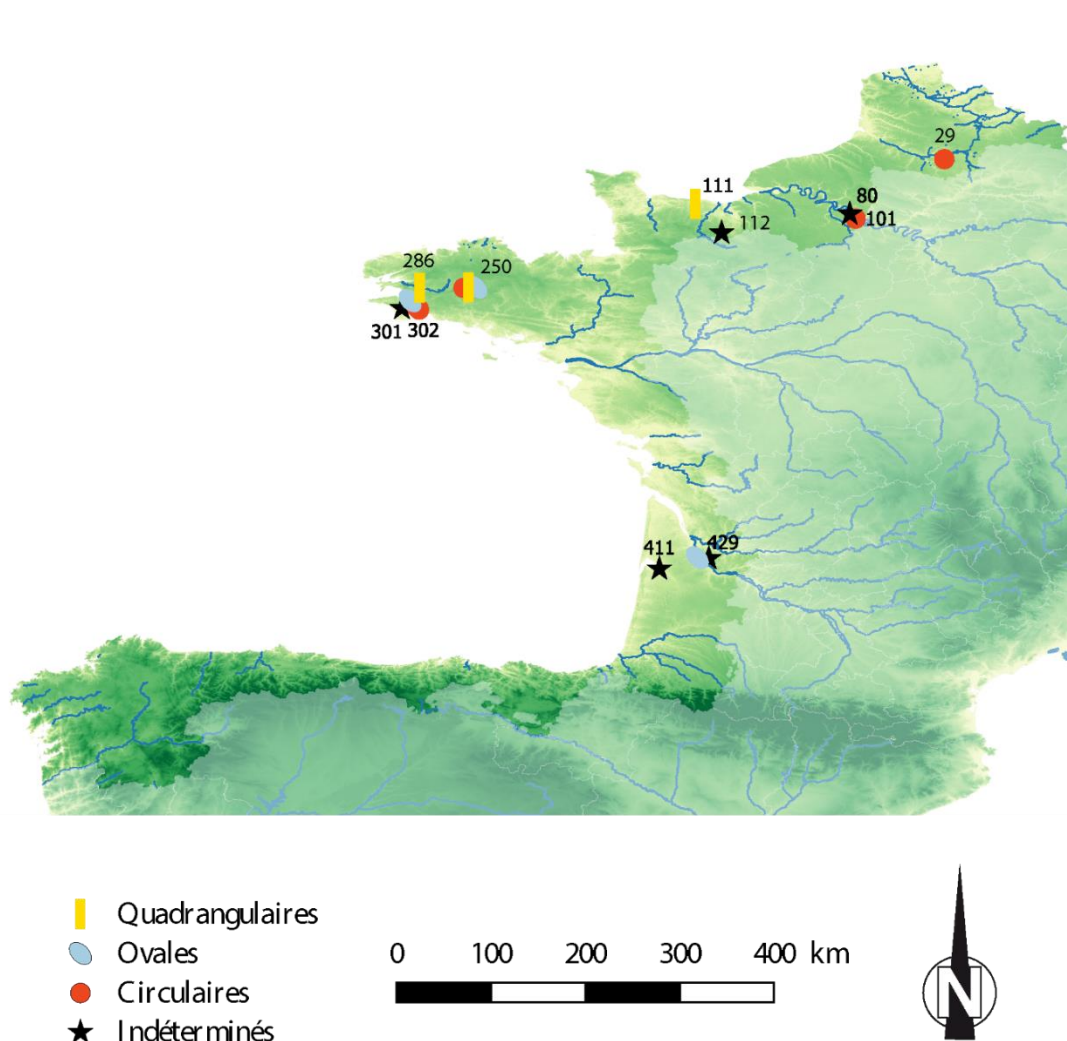 29
111
80
101
112
286
250
301 302
411
429
Quadrangulaires
Ovales
Circulaires
Indéterminés
0 100 200 300 400 km
N